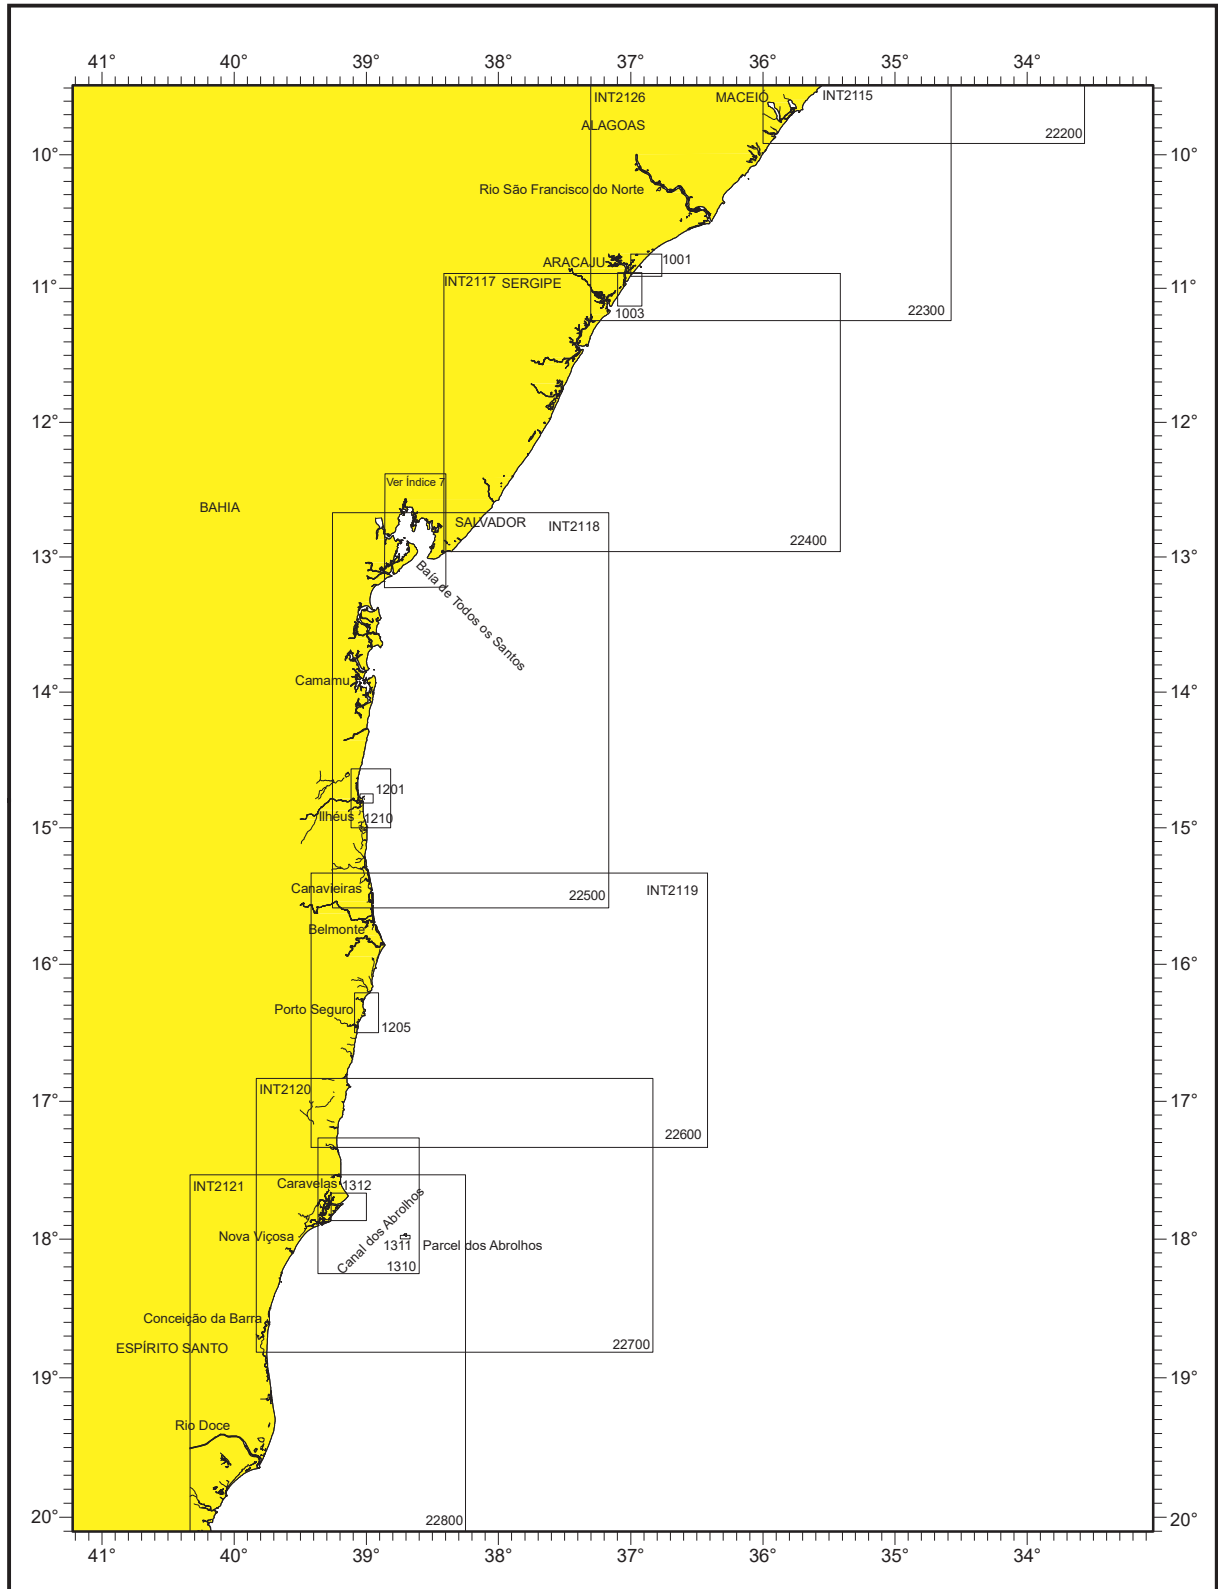 41° 40° 39° 38° 37° 36° 35° 34°
INT2126 MACEIÓ INT2115
ALAGOAS
22200
10° 10°
Rio São Francisco do Norte
ARACAJU 1001
INT2117 SERGIPE
11° 11°
1003 22300
12° 12°
Ver Índice 7
BAHIA
SALVADOR INT2118
22400
13° 13°
Baía de Todos os Santos
Camamu
14° 14°
1201
Ilhéus 1210
15° 15°
Canavieiras 22500 INT2119
Belmonte
16° 16°
Porto Seguro
1205
INT2120
17° 17°
22600
Caravelas 1312
INT2121
Canal dos Abrolhos
Nova Viçosa
18° 18°
1311 Parcel dos Abrolhos
1310
Conceição da Barra
ESPÍRITO SANTO 22700
19° 19°
Rio Doce
20° 22800 20°
41° 40° 39° 38° 37° 36° 35° 34°